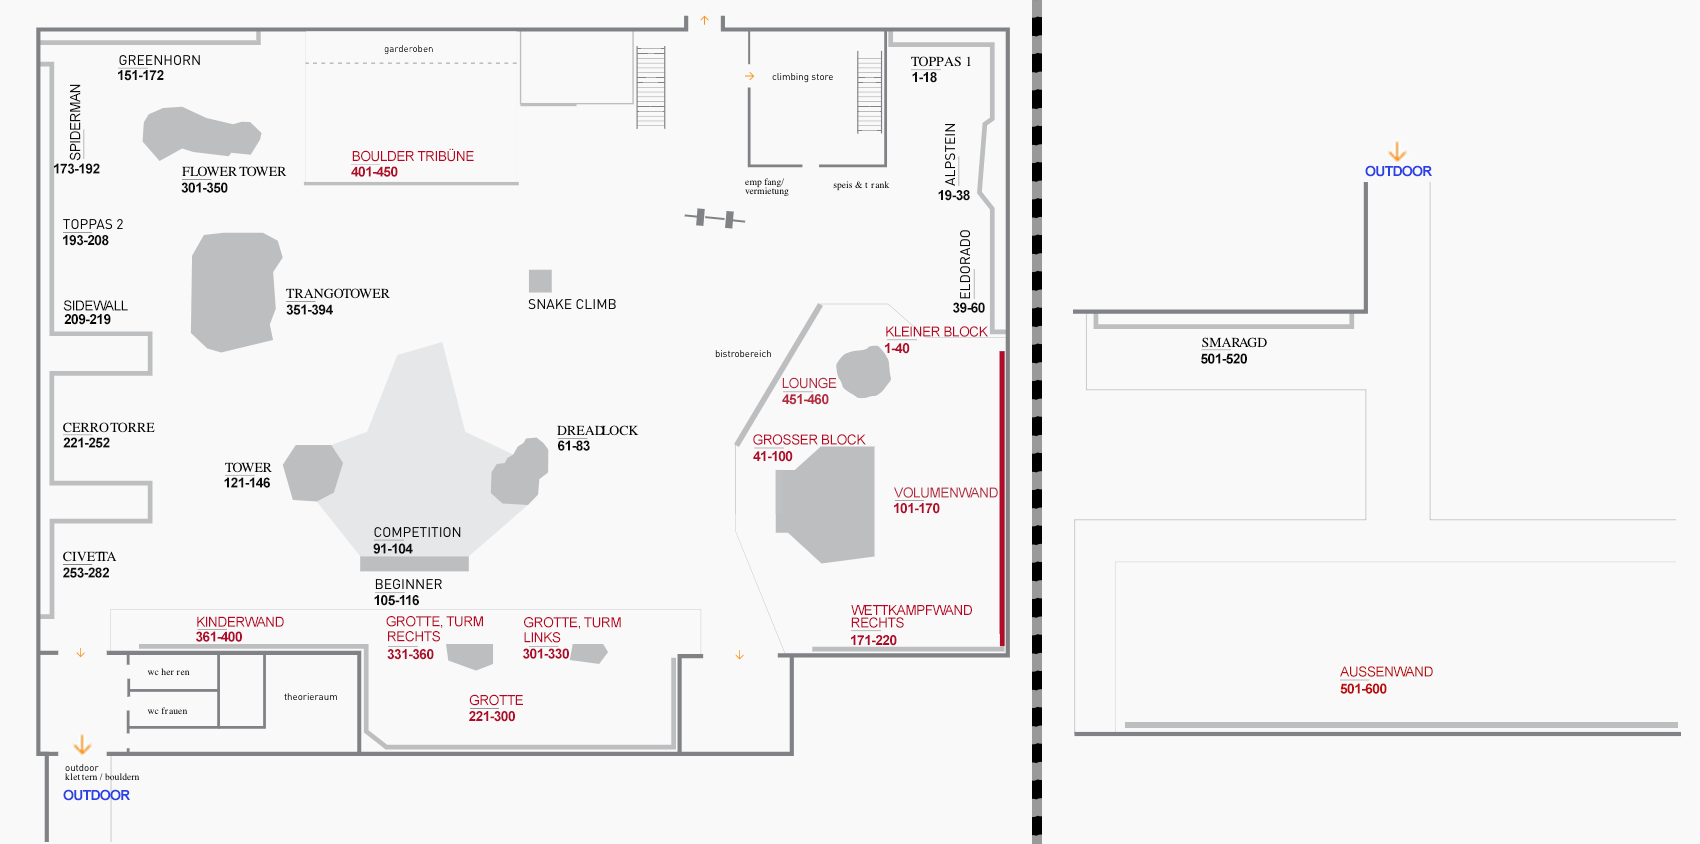 GREENHORN
151-172
garderoben
climbing store
TOPPAS 1
1-18
SPIDERMAN
173-192
FLOWER TOWER
301-350
BOULDER TRIBÜNE
401-450
emp fang/
vermietung
speis & t rank
ALPSTEIN
19-38
TOPPAS 2
193-208
ELDORADO
39-60
SIDEWALL
209-219
TRANGOTOWER
351-394
SNAKE CLIMB
bistrobereich
KLEINER BLOCK
1-40
LOUNGE
451-460
CERRO TORRE
221-252
TOWER
121-146
DREADLOCK
61-83
GROSSER BLOCK
41-100
VOLUMENWAND
101-170
COMPETITION
91-104
CIVETTA
253-282
BEGINNER
105-116
KINDERWAND
361-400
GROTTE, TURM
RECHTS
331-360
GROTTE, TURM
LINKS
301-330
WETTKAMPFWAND
RECHTS
171-220
wc her ren
wc frauen
theorieraum
GROTTE
221-300
outdoor
klet tern / bouldern
OUTDOOR
OUTDOOR
SMARAGD
501-520
AUSSENWAND
501-600